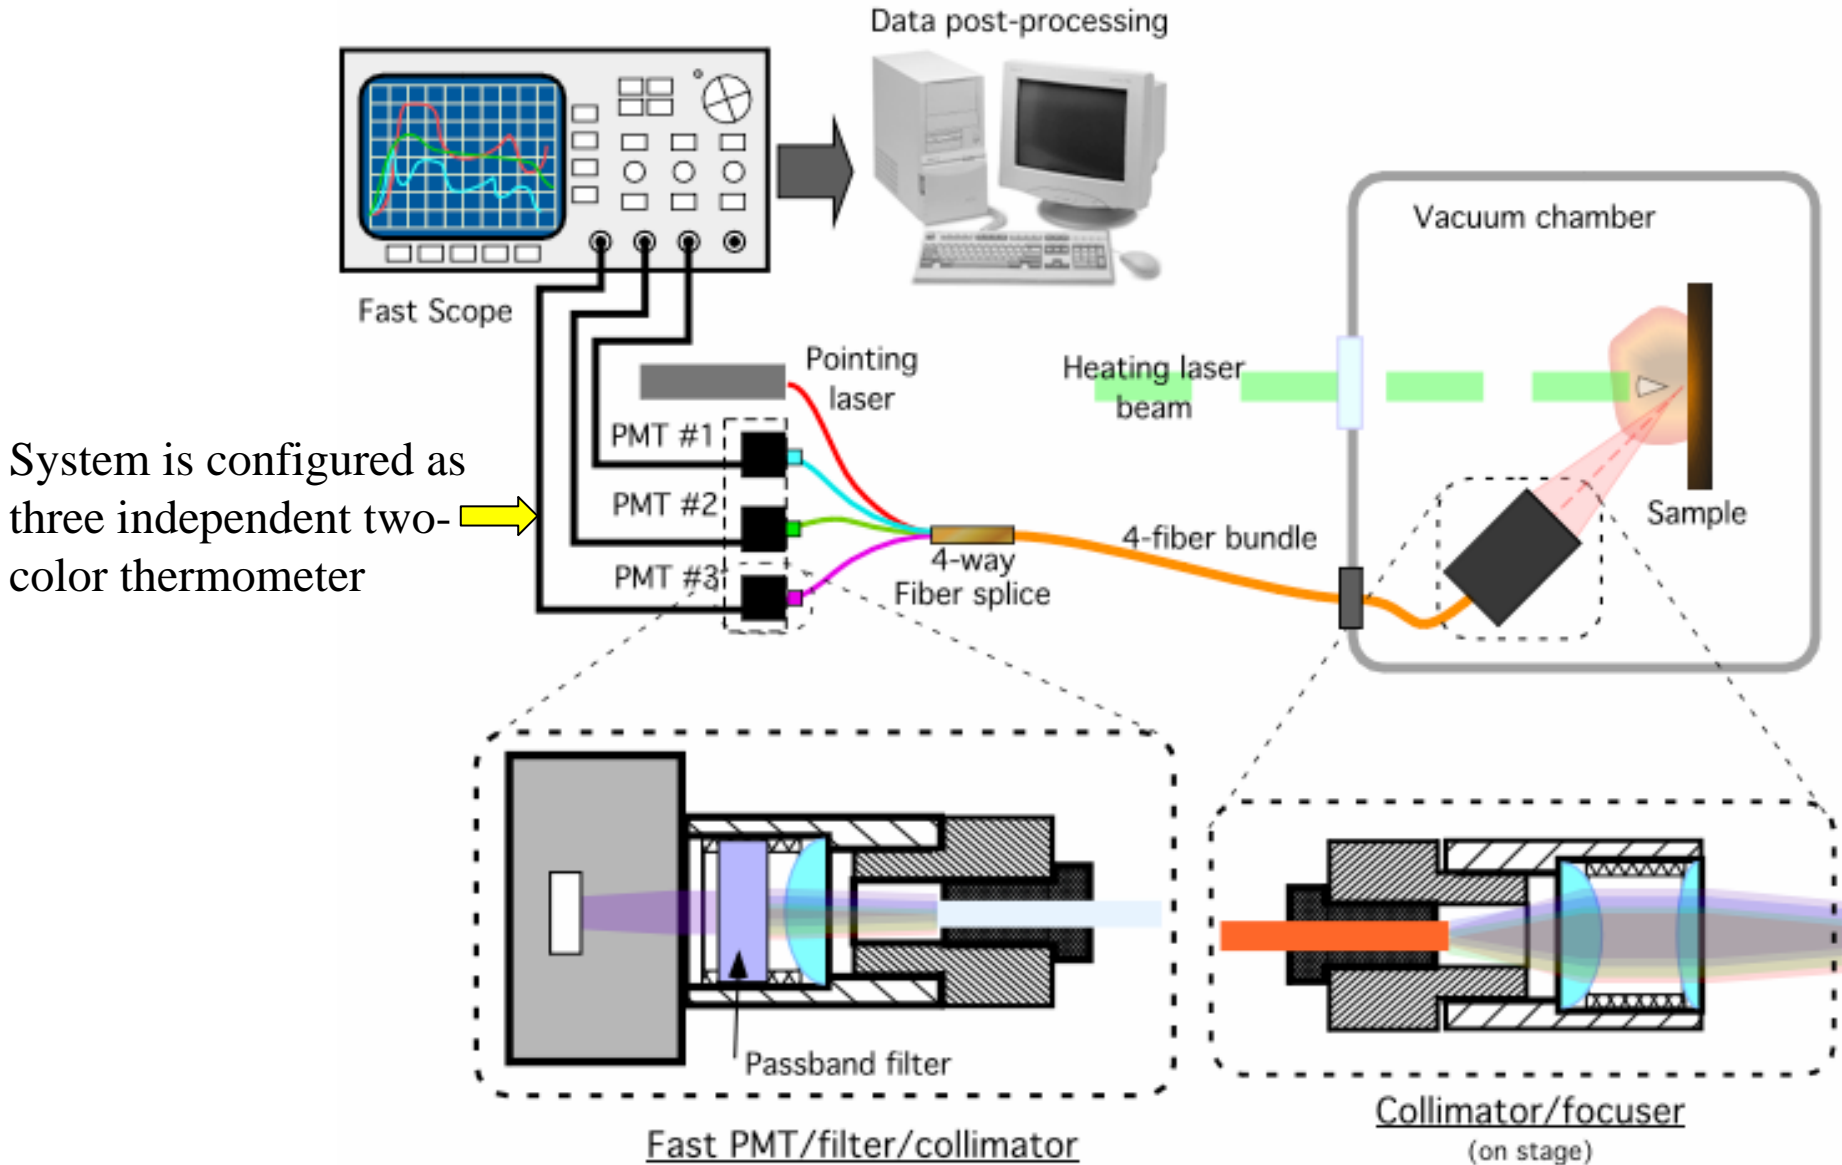 Data post-processing
Vacuum chamber
Fast Scope
Pointing
laser
Heating laser
beam
PMT #1
System is configured as
three independent two-
color thermometer
PMT #2
PMT #3
4-way
Fiber splice
4-fiber bundle
Sample
Passband filter
Fast PMT/filter/collimator
Collimator/focuser
(on stage)